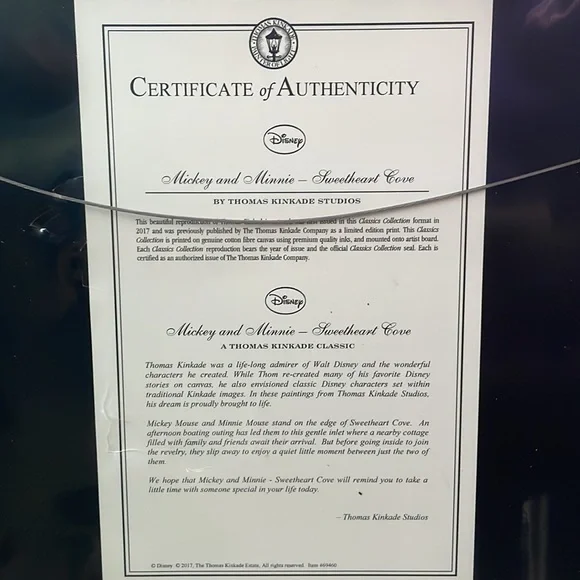 THOMAS KINKADE
PAINTER OF LIGHT
CERTIFICATE of AUTHENTICITY
Disney
Mickey and Minnie – Sweetheart Cove
BY THOMAS KINKADE STUDIOS
This beautiful reproduction issued in this Classics Collection format in
2017 and was previously published by The Thomas Kinkade Company as a limited edition print. This Classics
Collection is printed on genuine cotton fibre canvas using premium quality inks, and mounted onto artist board.
Each Classics Collection reproduction bears the year of issue and the official Classics Collection seal. Each is
certified as an authorized issue of The Thomas Kinkade Company.
Disney
Mickey and Minnie – Sweetheart Cove
A THOMAS KINKADE CLASSIC
Thomas Kinkade was a life-long admirer of Walt Disney and the wonderful
characters he created. While Thom re-created many of his favorite Disney
stories on canvas, he also envisioned classic Disney characters set within
traditional Kinkade images. In these paintings from Thomas Kinkade Studios,
his dream is proudly brought to life.
Mickey Mouse and Minnie Mouse stand on the edge of Sweetheart Cove. An
afternoon boating outing has led them to this gentle inlet where a nearby cottage
filled with family and friends await their arrival. But before going inside to join
the revelry, they slip away to enjoy a quiet little moment between just the two of
them.
We hope that Mickey and Minnie - Sweetheart Cove will remind you to take a
little time with someone special in your life today.
– Thomas Kinkade Studios
© Disney © 2017, The Thomas Kinkade Estate, All rights reserved. Item #69460